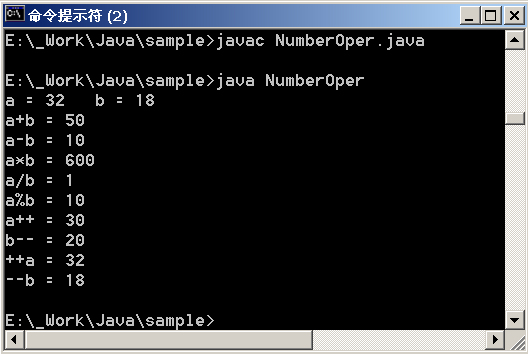 命令提示符 (2)
E:\_Work\Java\sample>javac NumberOper.java
E:\_Work\Java\sample>java NumberOper
a = 32   b = 18
a+b = 50
a-b = 10
a*b = 600
a/b = 1
a%b = 10
a++ = 30
b-- = 20
++a = 32
--b = 18
E:\_Work\Java\sample>